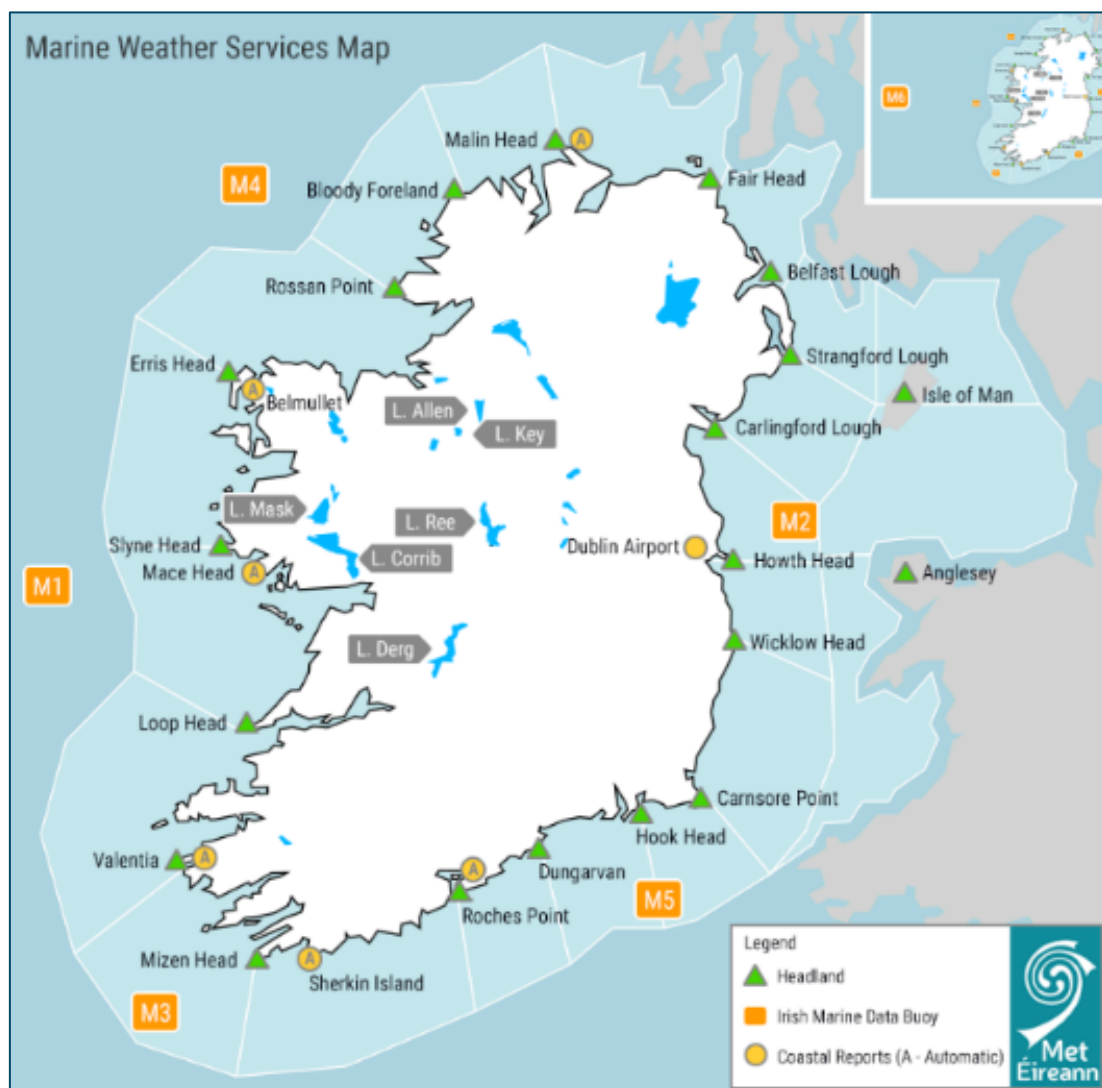 Marine Weather Services Map
M6
Malin Head
A
M4
Bloody Foreland
Fair Head
Rossan Point
Belfast Lough
Erris Head
A
Belmullet
Strangford Lough
L. Allen
Isle of Man
L. Key
Carlingford Lough
L. Mask
L. Ree
M2
Slyne Head
Dublin Airport
L. Corrib
Howth Head
Mace Head
A
Anglesey
M1
L. Derg
Wicklow Head
Loop Head
Carnsore Point
Hook Head
Valentia
A
A
Dungarvan
M5
Roches Point
Mizen Head
A
Sherkin Island
M3
Legend
Headland
Irish Marine Data Buoy
Coastal Reports (A - Automatic)
Met
Éireann